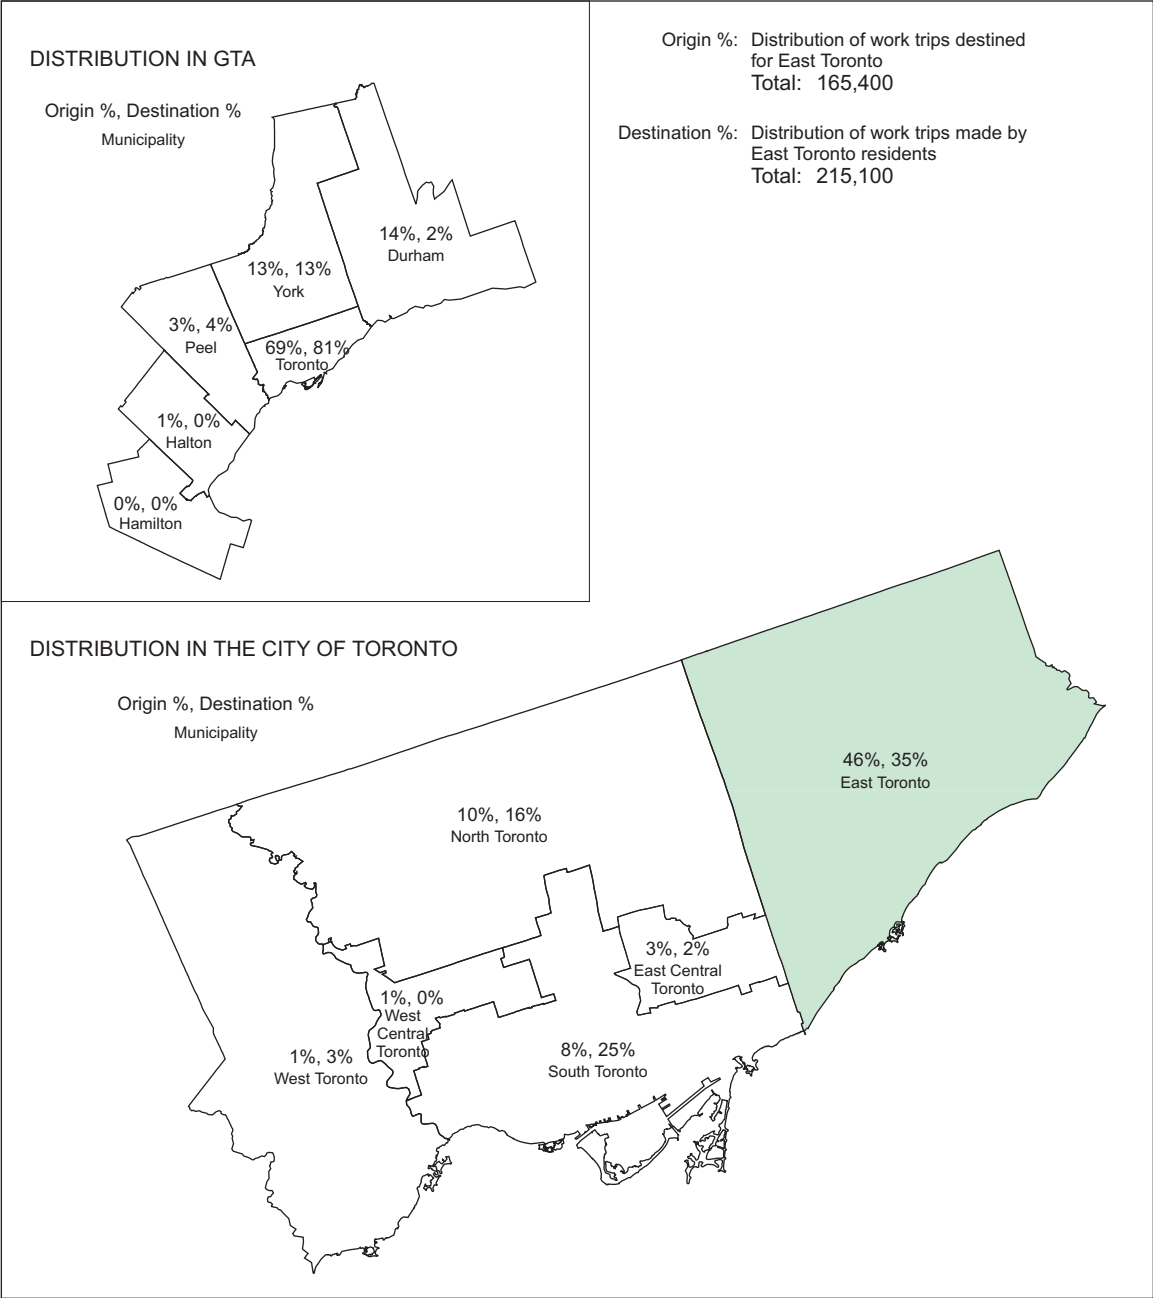 DISTRIBUTION IN GTA
Origin %, Destination %
Municipality
Origin %: Distribution of work trips destined
for East Toronto
Total: 165,400
Destination %: Distribution of work trips made by
East Toronto residents
Total: 215,100
14%, 2%
Durham
13%, 13%
York
3%, 4%
Peel
69%, 81%
Toronto
1%, 0%
Halton
0%, 0%
Hamilton
DISTRIBUTION IN THE CITY OF TORONTO
Origin %, Destination %
Municipality
46%, 35%
East Toronto
10%, 16%
North Toronto
3%, 2%
East Central
Toronto
1%, 0%
West
Central
Toronto
1%, 3%
West Toronto
8%, 25%
South Toronto